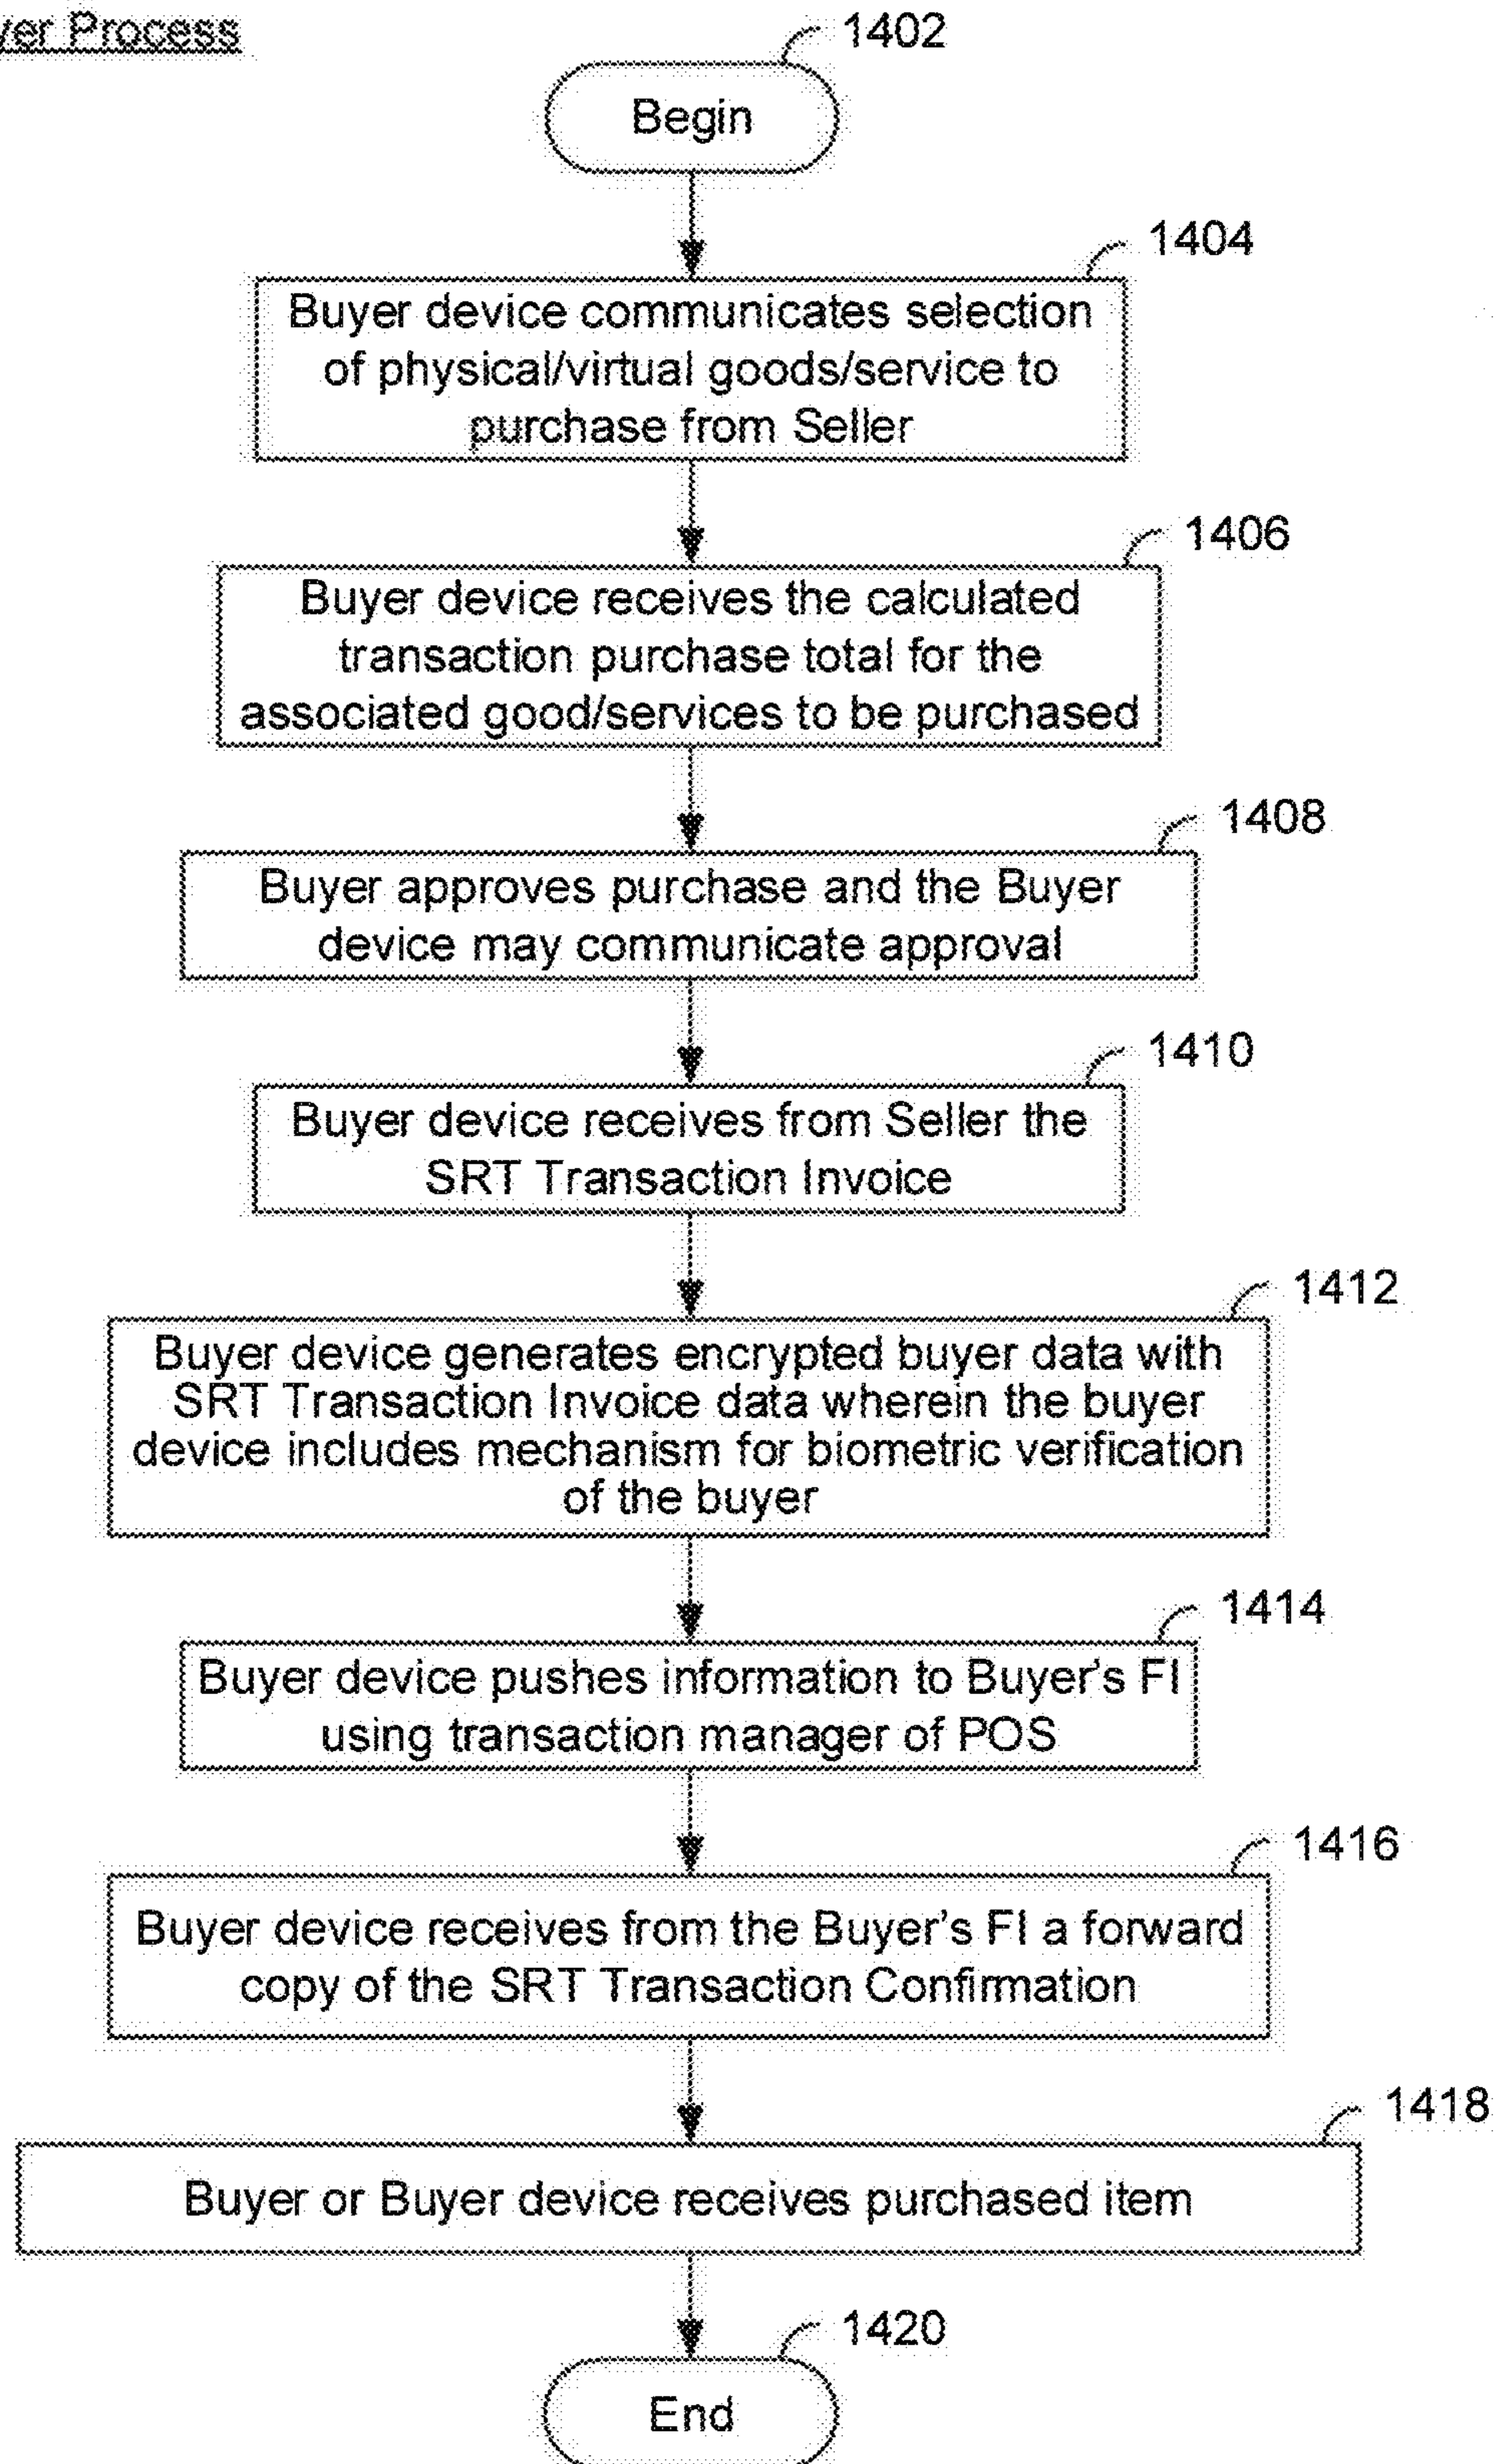 Process
1402
Begin
1404
Buyer device communicates selection
of physical/virtual goods/service to
purchase from Seller
1406
Buyer device receives the calculated
transaction purchase total for the
associated good/services to be purchased
1408
Buyer approves purchase and the Buyer
device may communicate approval
1410
Buyer device receives from Seller the
SRT Transaction Invoice
1412
Buyer device generates encrypted buyer data with
SRT Transaction Invoice data wherein the buyer
device includes mechanism for biometric verification
of the buyer
1414
Buyer device pushes information to Buyer's FI
using transaction manager of POS
1416
Buyer device receives from the Buyer's FI a forward
copy of the SRT Transaction Confirmation
1418
Buyer or Buyer device receives purchased item
1420
End